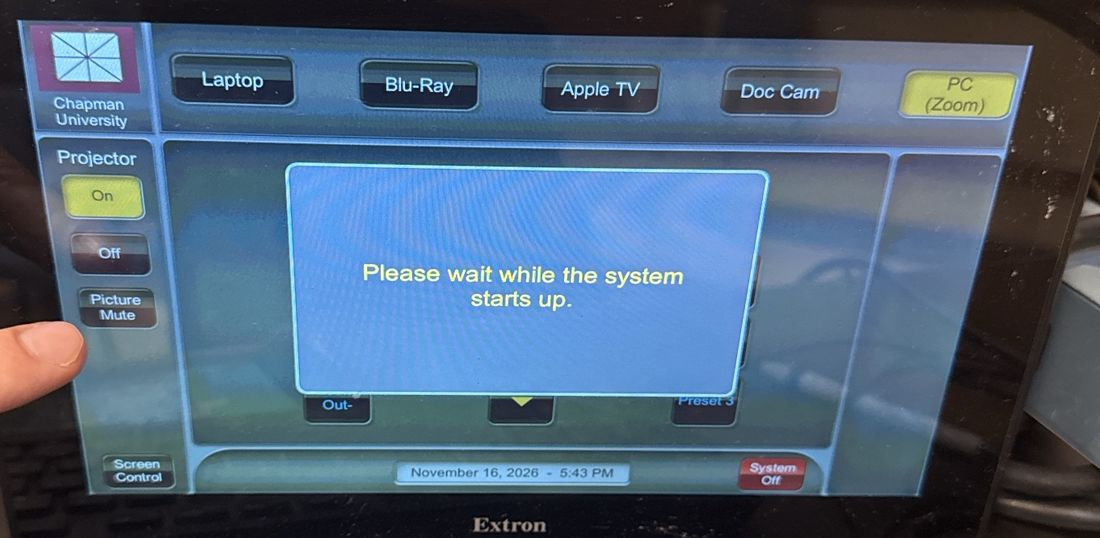 Chapman
University
Laptop
Blu-Ray
Apple TV
Doc Cam
PC
(Zoom)
Projector
On
Off
Picture
Mute
Please wait while the system
starts up.
Out-
Preset 3
Screen
Control
November 16, 2026 - 5:43 PM
System
Off
Extron